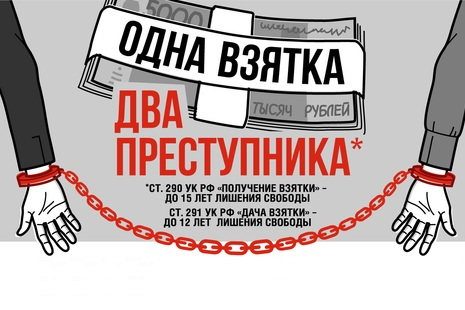 5000
ОДНА ВЗЯТКА
ТЫСЯЧ РУБЛЕЙ
ДВА
ПРЕСТУПНИКА*
*СТ. 290 УК РФ «ПОЛУЧЕНИЕ ВЗЯТКИ» –
ДО 15 ЛЕТ ЛИШЕНИЯ СВОБОДЫ
СТ. 291 УК РФ «ДАЧА ВЗЯТКИ» –
ДО 12 ЛЕТ ЛИШЕНИЯ СВОБОДЫ